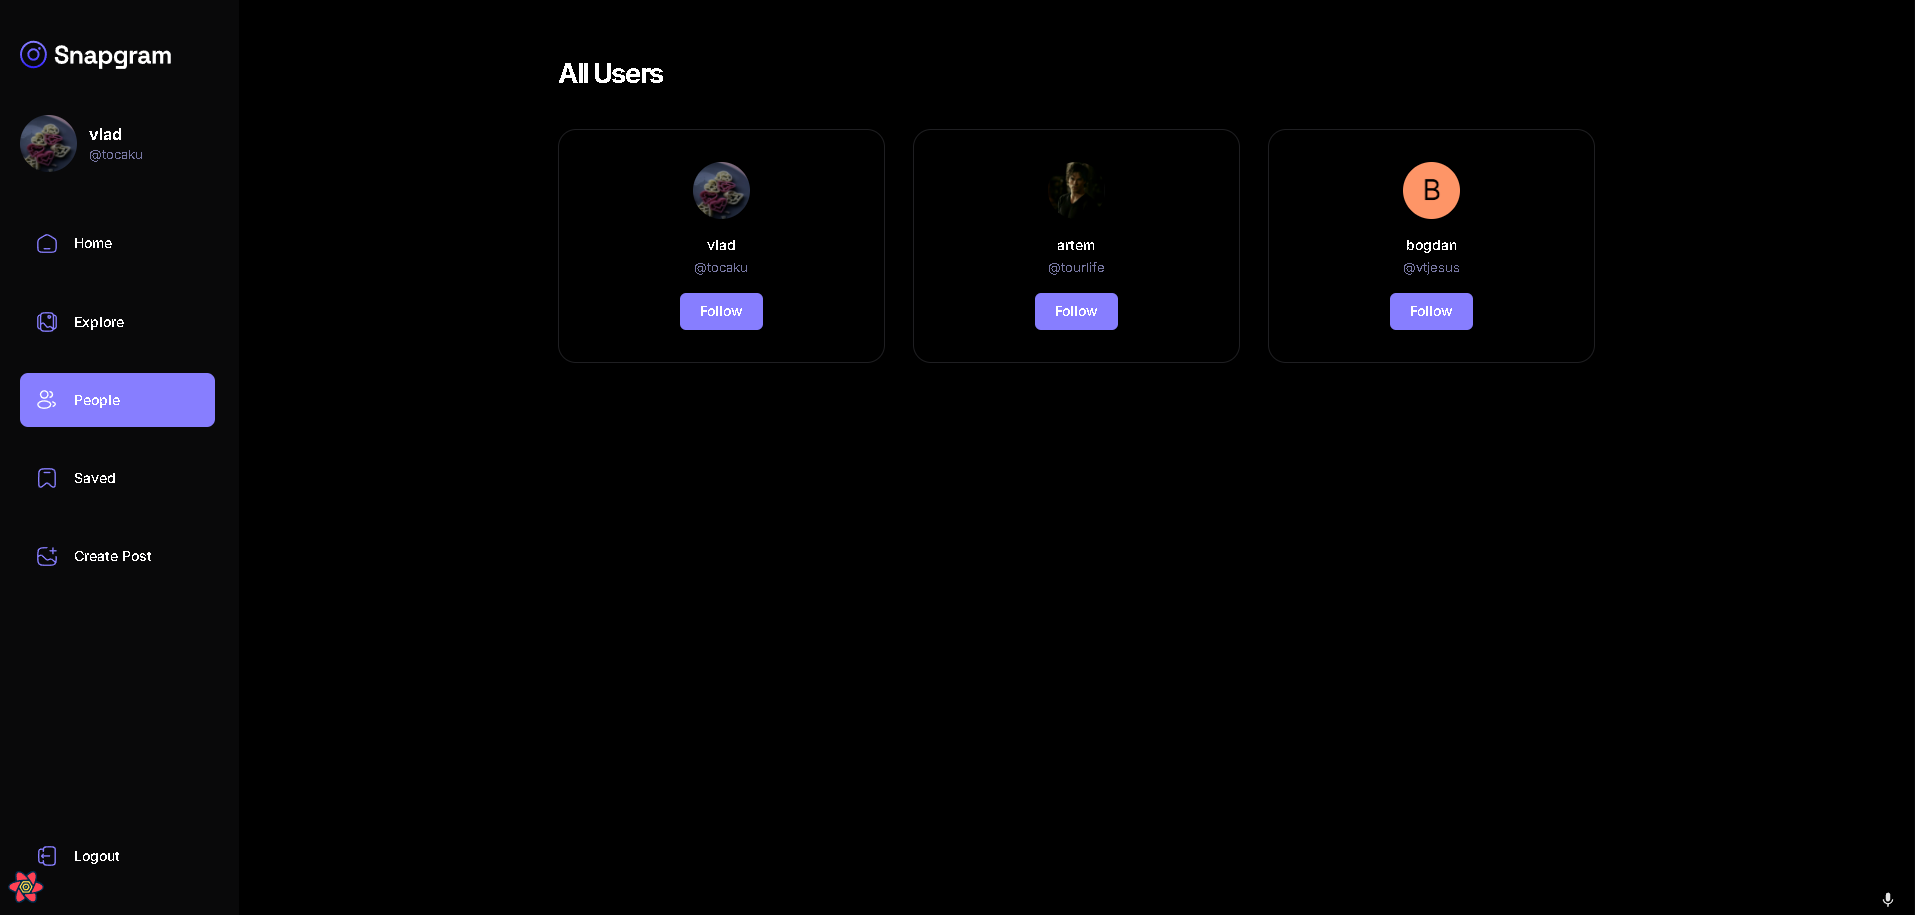 Snapgram
vlad
@tocaku
Home
Explore
People
Saved
Create Post
Logout
All Users
vlad
@tocaku
Follow
artem
@tourlife
Follow
B
bogdan
@vtjesus
Follow